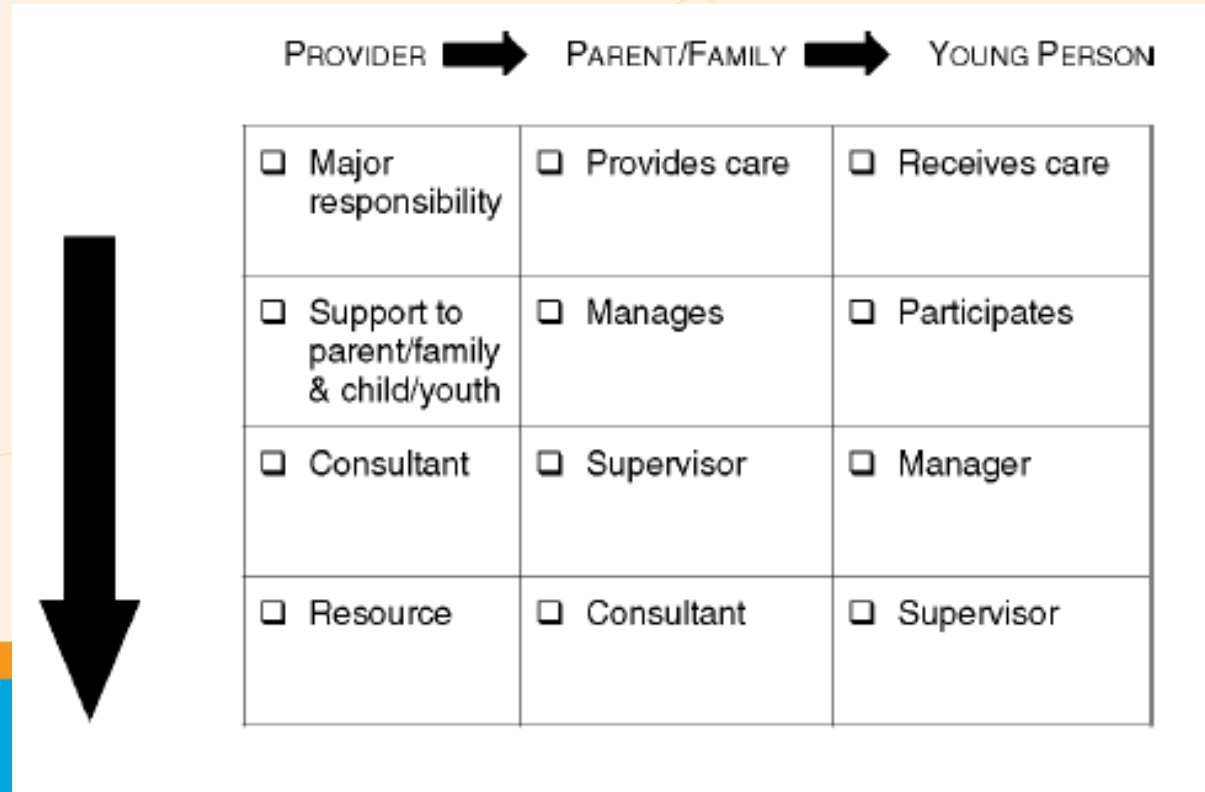 PROVIDER PARENT/FAMILY YOUNG PERSON
❑ Major responsibility ❑ Provides care ❑ Receives care
❑ Support to parent/family & child/youth ❑ Manages ❑ Participates
❑ Consultant ❑ Supervisor ❑ Manager
❑ Resource ❑ Consultant ❑ Supervisor